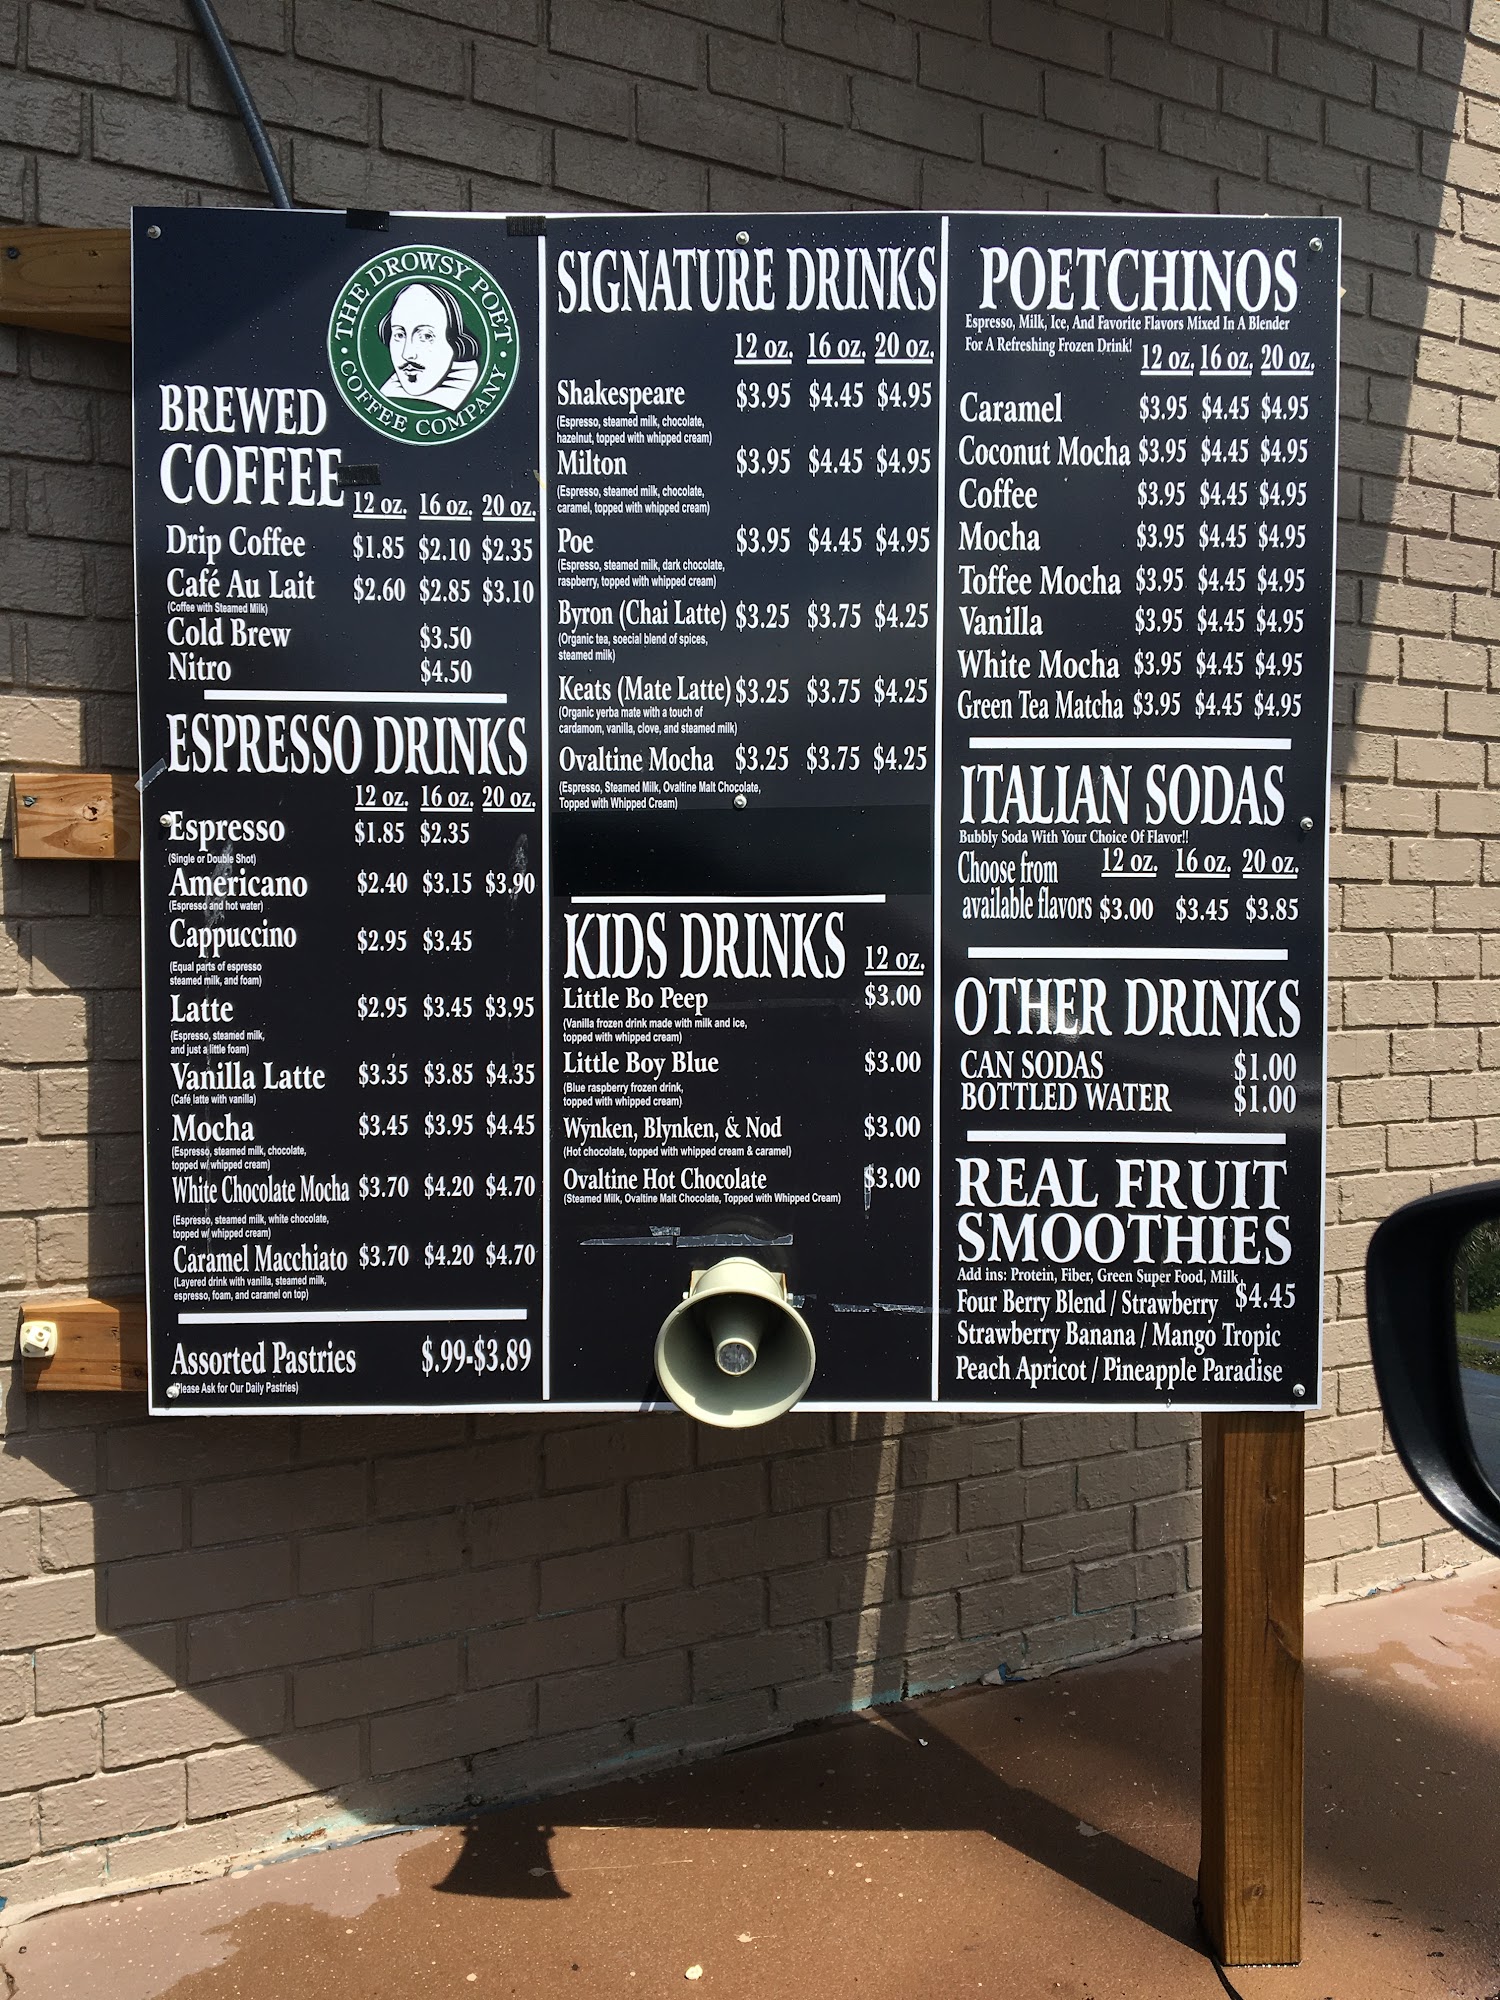 THE DROWSY POET
COFFEE COMPANY
BREWED
COFFEE
12 oz. 16 oz. 20 oz.
Drip Coffee $1.85 $2.10 $2.35
Café Au Lait $2.60 $2.85 $3.10
(Coffee with Steamed Milk)
Cold Brew $3.50
Nitro $4.50
ESPRESSO DRINKS
12 oz. 16 oz. 20 oz.
Espresso $1.85 $2.35
(Single or Double Shot)
Americano $2.40 $3.15 $3.90
(Espresso and hot water)
Cappuccino $2.95 $3.45
(Equal parts of espresso
steamed milk, and foam)
Latte $2.95 $3.45 $3.95
(Espresso, steamed milk,
and just a little foam)
Vanilla Latte $3.35 $3.85 $4.35
(Café latte with vanilla)
Mocha $3.45 $3.95 $4.45
(Espresso, steamed milk, chocolate,
topped w/ whipped cream)
White Chocolate Mocha $3.70 $4.20 $4.70
(Espresso, steamed milk, white chocolate,
topped w/ whipped cream)
Caramel Macchiato $3.70 $4.20 $4.70
(Layered drink with vanilla, steamed milk,
espresso, foam, and caramel on top)
Assorted Pastries $.99-$3.89
(Please Ask for Our Daily Pastries)
SIGNATURE DRINKS
12 oz. 16 oz. 20 oz.
Shakespeare $3.95 $4.45 $4.95
(Espresso, steamed milk, chocolate,
hazelnut, topped with whipped cream)
Milton $3.95 $4.45 $4.95
(Espresso, steamed milk, chocolate,
caramel, topped with whipped cream)
Poe $3.95 $4.45 $4.95
(Espresso, steamed milk, dark chocolate,
raspberry, topped with whipped cream)
Byron (Chai Latte) $3.25 $3.75 $4.25
(Organic tea, soecial blend of spices,
steamed milk)
Keats (Mate Latte) $3.25 $3.75 $4.25
(Organic yerba mate with a touch of
cardamom, vanilla, clove, and steamed milk)
Ovaltine Mocha $3.25 $3.75 $4.25
(Espresso, Steamed Milk, Ovaltine Malt Chocolate,
Topped with Whipped Cream)
KIDS DRINKS 12 oz.
Little Bo Peep $3.00
(Vanilla frozen drink made with milk and ice,
topped with whipped cream)
Little Boy Blue $3.00
(Blue raspberry frozen drink,
topped with whipped cream)
Wynken, Blynken, & Nod $3.00
(Hot chocolate, topped with whipped cream & caramel)
Ovaltine Hot Chocolate $3.00
(Steamed Milk, Ovaltine Malt Chocolate, Topped with Whipped Cream)
POETCHINOS
Espresso, Milk, Ice, And Favorite Flavors Mixed In A Blender
For A Refreshing Frozen Drink!
12 oz. 16 oz. 20 oz.
Caramel $3.95 $4.45 $4.95
Coconut Mocha $3.95 $4.45 $4.95
Coffee $3.95 $4.45 $4.95
Mocha $3.95 $4.45 $4.95
Toffee Mocha $3.95 $4.45 $4.95
Vanilla $3.95 $4.45 $4.95
White Mocha $3.95 $4.45 $4.95
Green Tea Matcha $3.95 $4.45 $4.95
ITALIAN SODAS
Bubbly Soda With Your Choice Of Flavor!!
Choose from 12 oz. 16 oz. 20 oz.
available flavors $3.00 $3.45 $3.85
OTHER DRINKS
CAN SODAS $1.00
BOTTLED WATER $1.00
REAL FRUIT
SMOOTHIES
Add ins: Protein, Fiber, Green Super Food, Milk
Four Berry Blend / Strawberry $4.45
Strawberry Banana / Mango Tropic
Peach Apricot / Pineapple Paradise